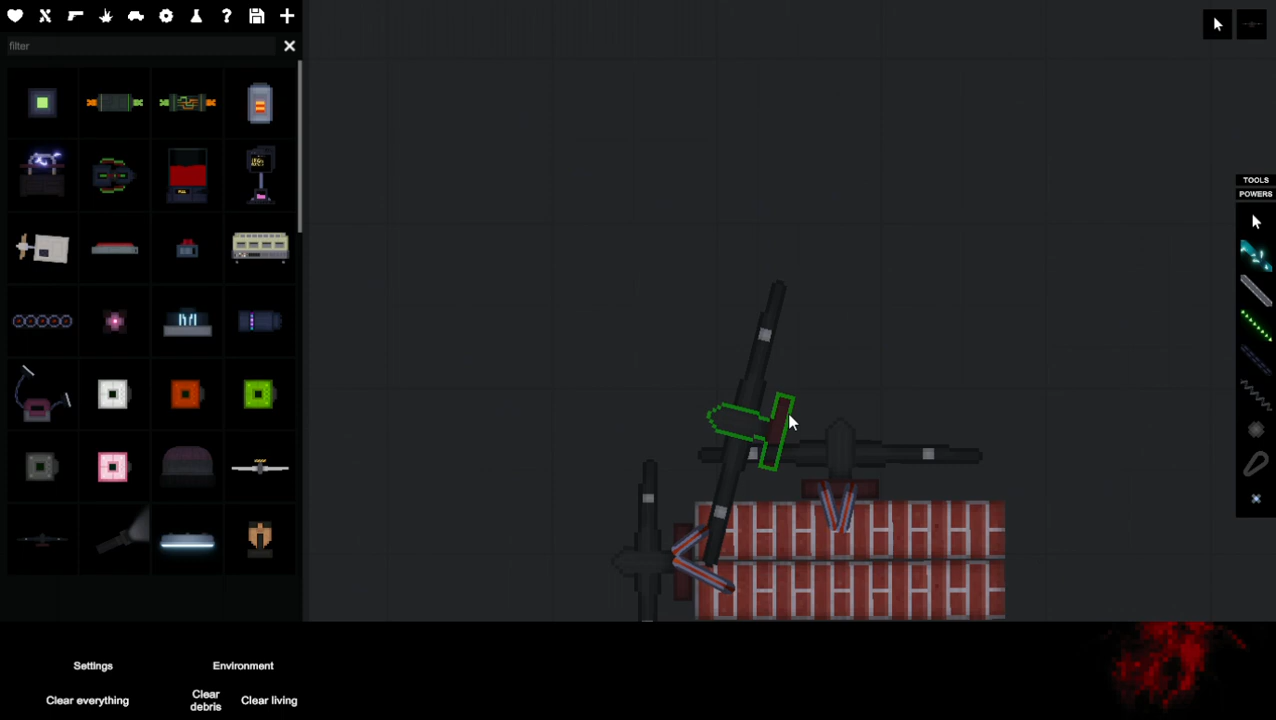 filter
TOOLS
POWERS
Settings
Environment
Clear everything
Clear
debris
Clear living